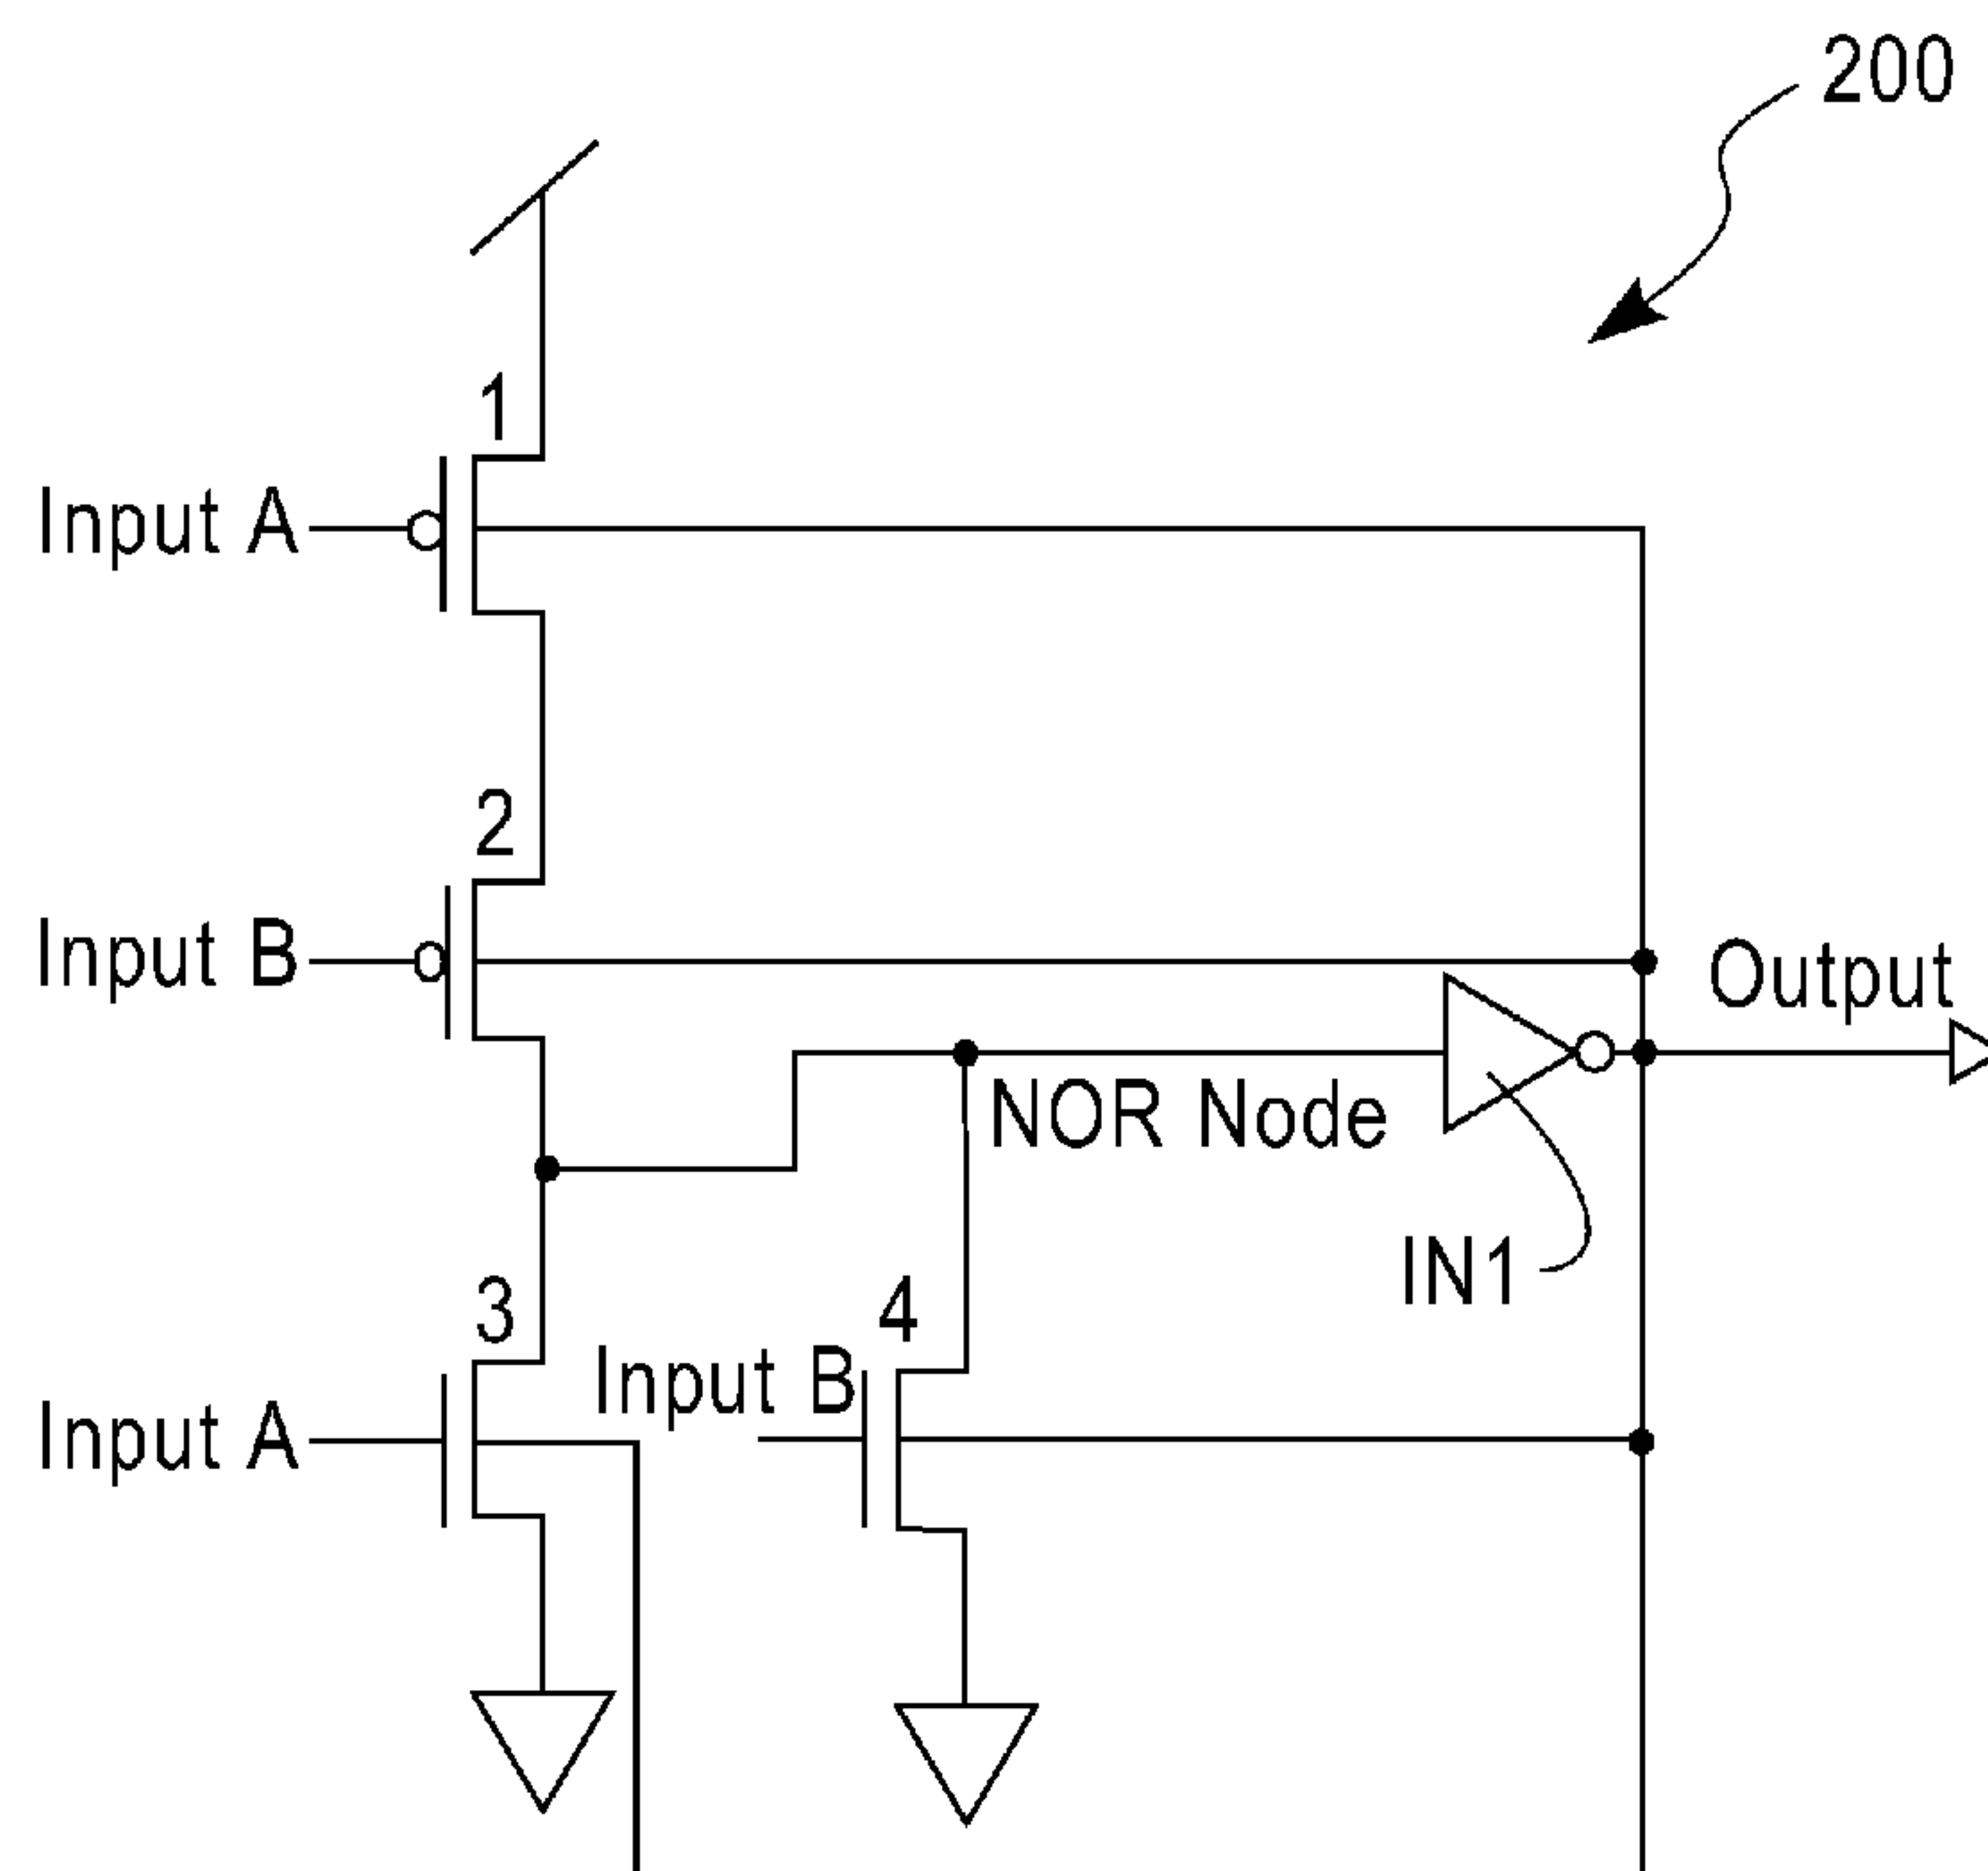 200
1
Input A
2
Input B
Output
NOR Node
IN1
3
4
Input B
Input A